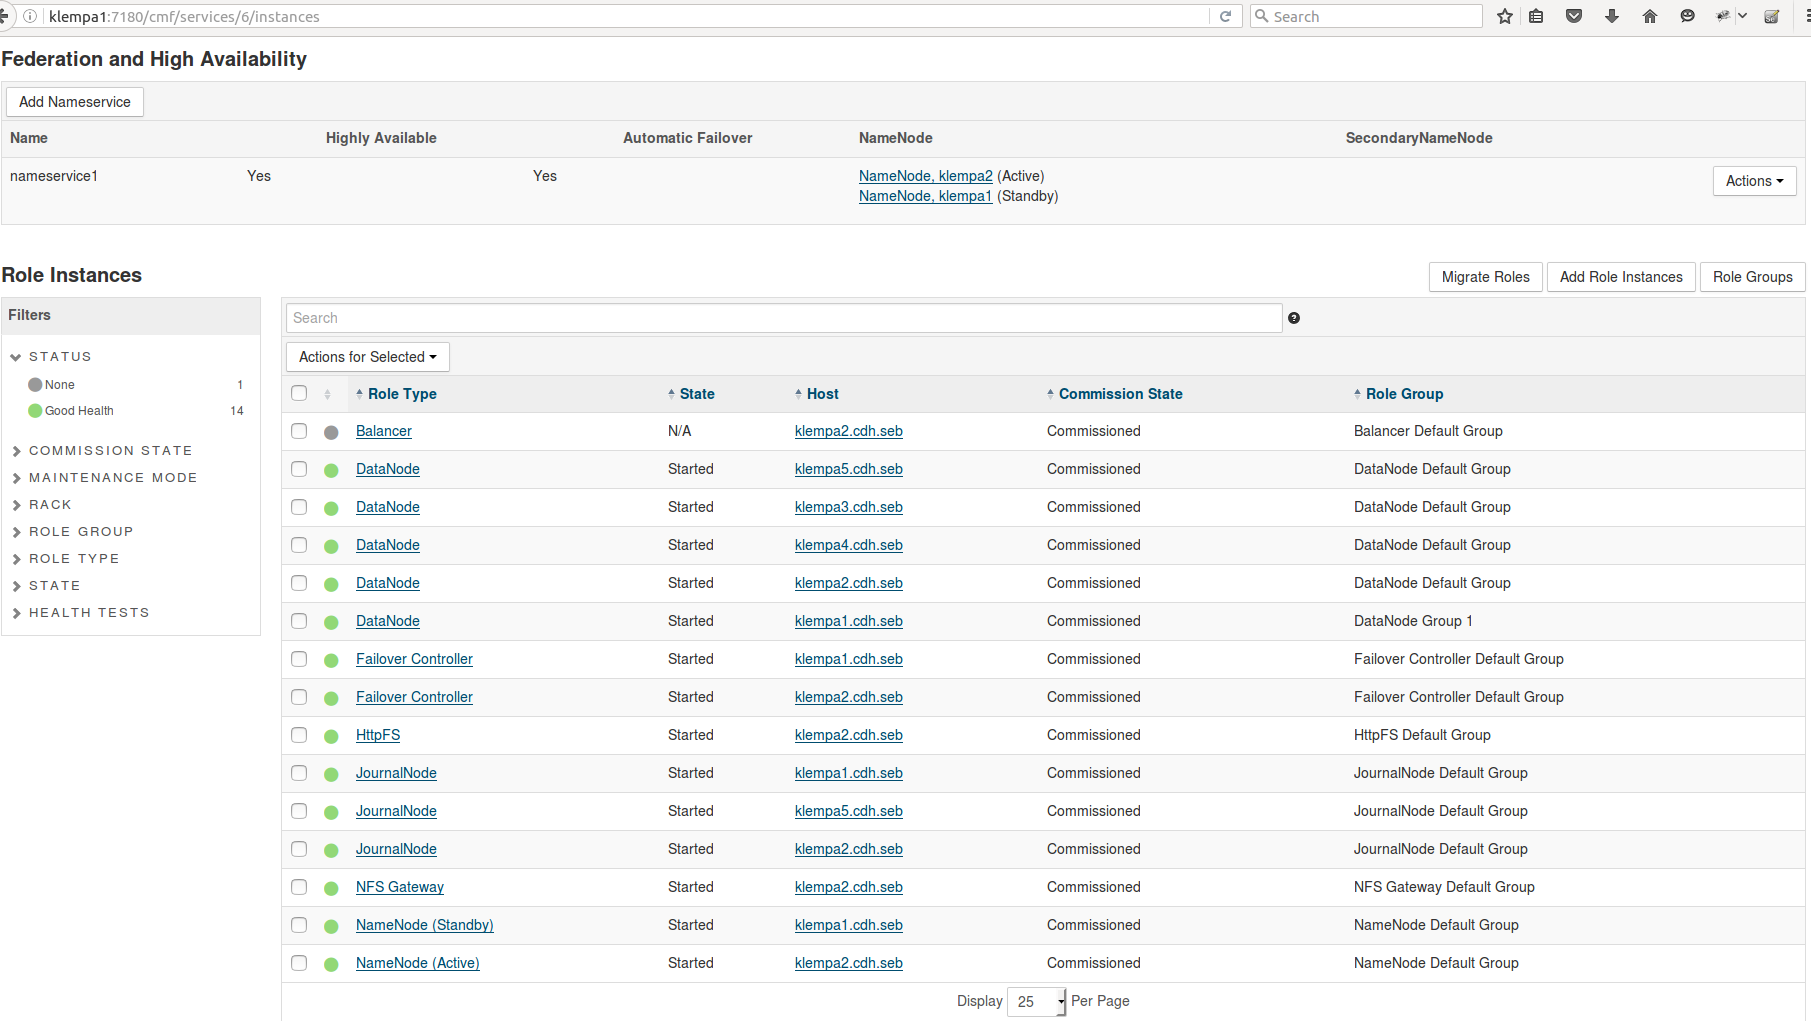 klempa1:7180/cmf/services/6/instances
Search
Federation and High Availability
Add Nameservice
Name Highly Available Automatic Failover NameNode SecondaryNameNode
nameservice1 Yes Yes NameNode, klempa2 (Active) Actions
NameNode, klempa1 (Standby)
Role Instances
Migrate Roles Add Role Instances Role Groups
Filters
STATUS
None 1
Good Health 14
COMMISSION STATE
MAINTENANCE MODE
RACK
ROLE GROUP
ROLE TYPE
STATE
HEALTH TESTS
Search
Actions for Selected
Role Type State Host Commission State Role Group
Balancer N/A klempa2.cdh.seb Commissioned Balancer Default Group
DataNode Started klempa5.cdh.seb Commissioned DataNode Default Group
DataNode Started klempa3.cdh.seb Commissioned DataNode Default Group
DataNode Started klempa4.cdh.seb Commissioned DataNode Default Group
DataNode Started klempa2.cdh.seb Commissioned DataNode Default Group
DataNode Started klempa1.cdh.seb Commissioned DataNode Group 1
Failover Controller Started klempa1.cdh.seb Commissioned Failover Controller Default Group
Failover Controller Started klempa2.cdh.seb Commissioned Failover Controller Default Group
HttpFS Started klempa2.cdh.seb Commissioned HttpFS Default Group
JournalNode Started klempa1.cdh.seb Commissioned JournalNode Default Group
JournalNode Started klempa5.cdh.seb Commissioned JournalNode Default Group
JournalNode Started klempa2.cdh.seb Commissioned JournalNode Default Group
NFS Gateway Started klempa2.cdh.seb Commissioned NFS Gateway Default Group
NameNode (Standby) Started klempa1.cdh.seb Commissioned NameNode Default Group
NameNode (Active) Started klempa2.cdh.seb Commissioned NameNode Default Group
Display 25 Per Page